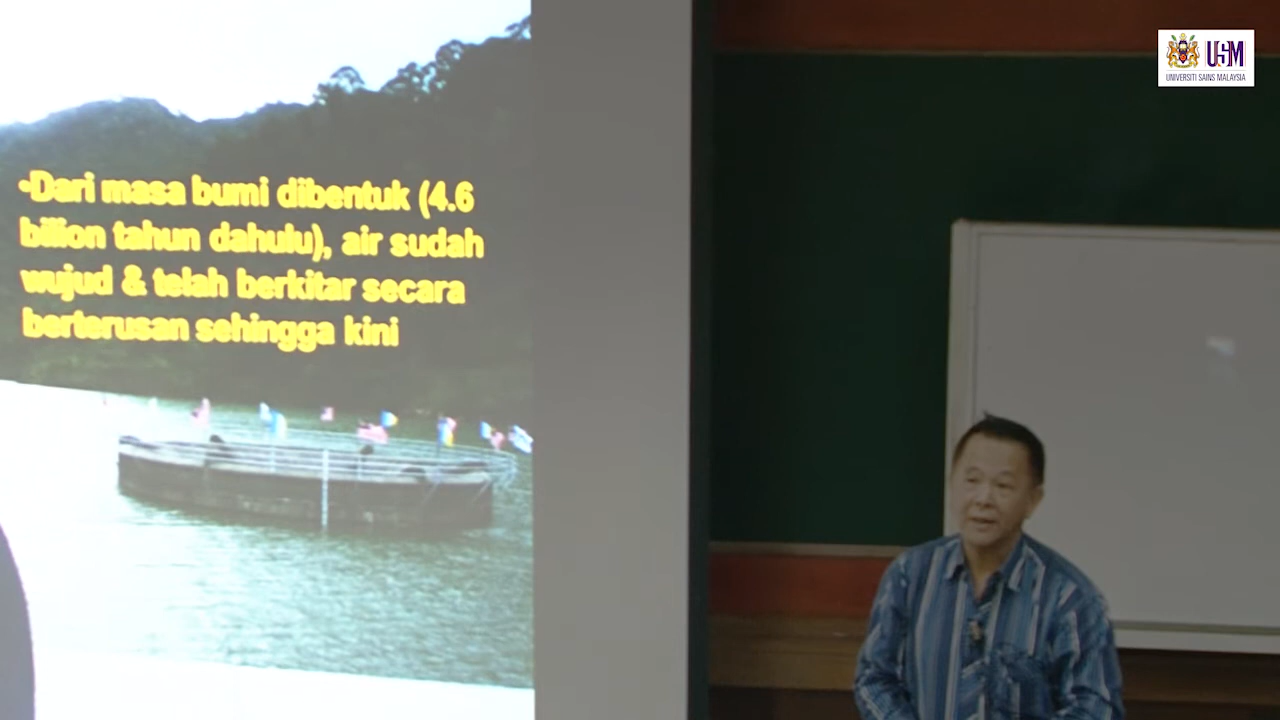 •Dari masa bumi dibentuk (4.6
bilion tahun dahulu), air sudah
wujud & telah berkitar secara
berterusan sehingga kini
USM
UNIVERSITI SAINS MALAYSIA